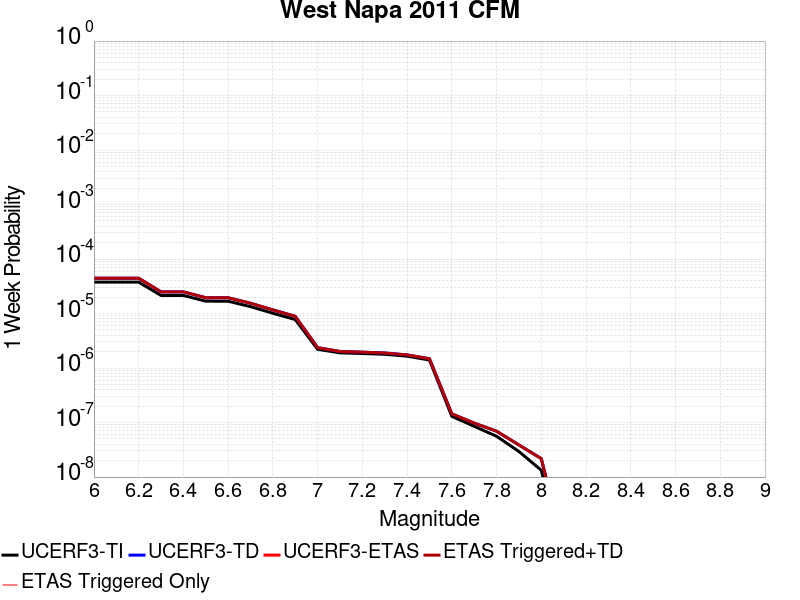 West Napa 2011 CFM
10^0
10^-1
10^-2
10^-3
10^-4
10^-5
10^-6
10^-7
10^-8
1 Week Probability
6 6.2 6.4 6.6 6.8 7 7.2 7.4 7.6 7.8 8 8.2 8.4 8.6 8.8 9
Magnitude
UCERF3-TI UCERF3-TD UCERF3-ETAS ETAS Triggered+TD
ETAS Triggered Only